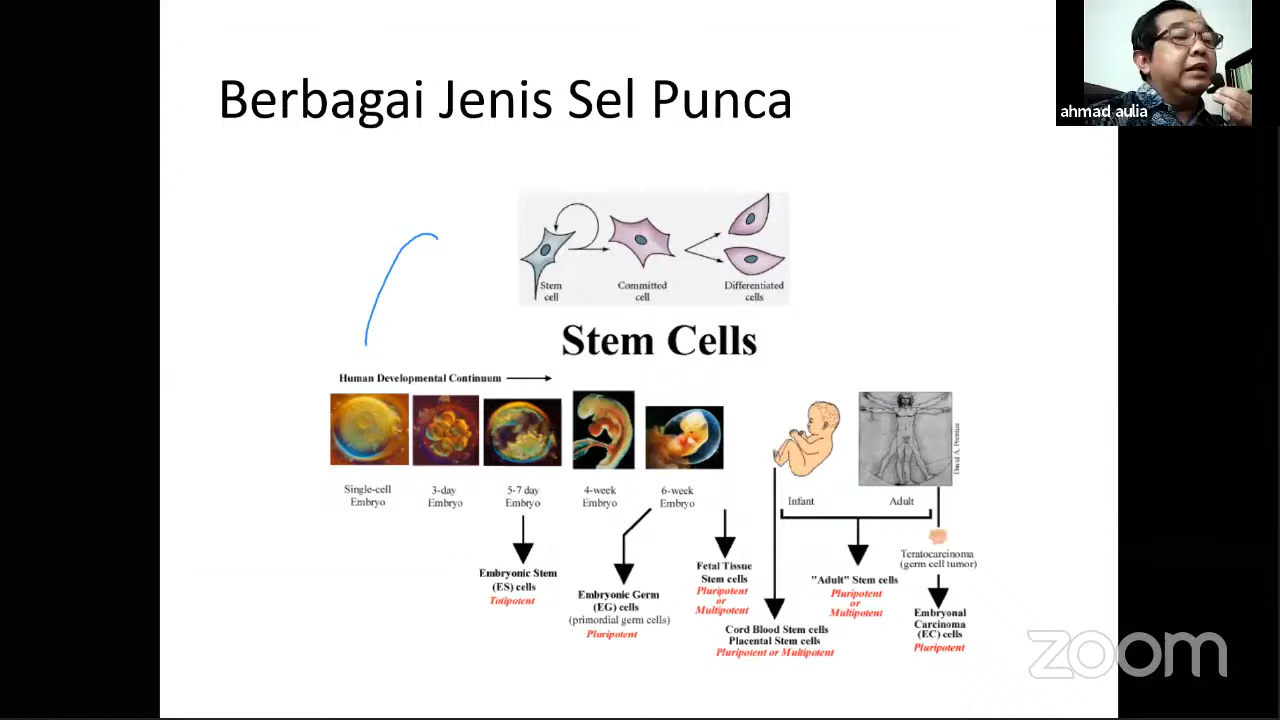 Berbagai Jenis Sel Punca
ahmad aulia
Stem
cell
Committed
cell
Differentiated
cells
Stem Cells
Human Developmental Continuum
Single-cell
Embryo
3-day
Embryo
5-7 day
Embryo
4-week
Embryo
6-week
Embryo
Infant
Adult
David A. Prentice
Embryonic Stem
(ES) cells
Totipotent
Embryonic Germ
(EG) cells
(primordial germ cells)
Pluripotent
Fetal Tissue
Stem cells
Pluripotent
or
Multipotent
Cord Blood Stem cells
Placental Stem cells
Pluripotent or Multipotent
"Adult" Stem cells
Pluripotent
or
Multipotent
Teratocarcinoma
(germ cell tumor)
Embryonal
Carcinoma
(EC) cells
Pluripotent
zoom